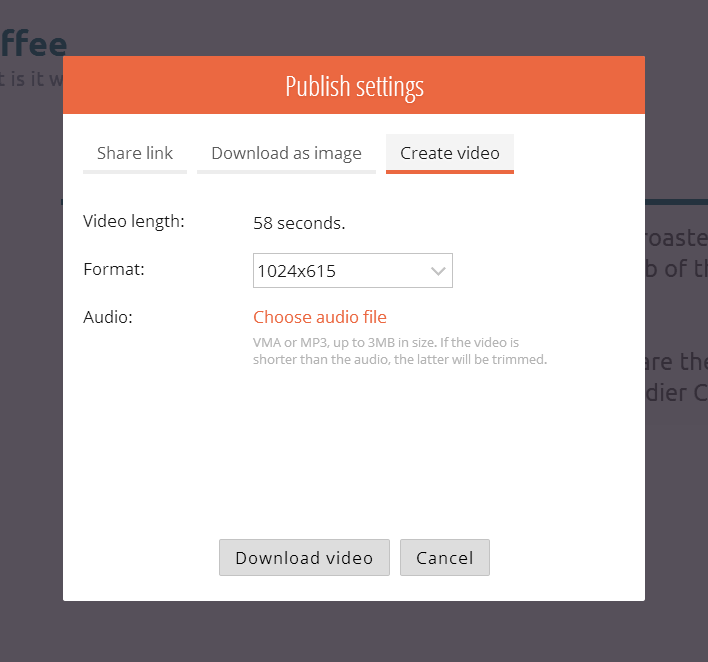 ffee
t is it w
Publish settings
Share link Download as image Create video
Video length: 58 seconds.
roaste
Format: 1024x615
b of th
Audio: Choose audio file
VMA or MP3, up to 3MB in size. If the video is
shorter than the audio, the latter will be trimmed.
are the
dier C
Download video Cancel